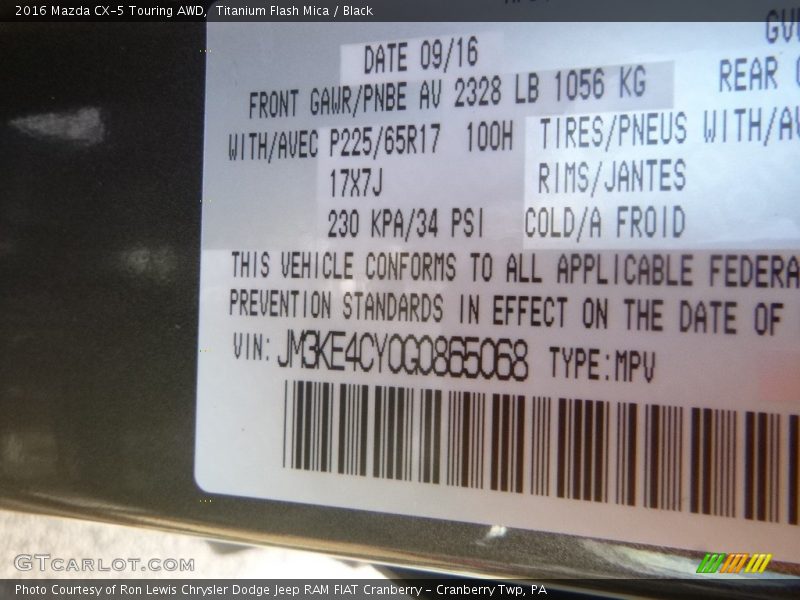 2016 Mazda CX-5 Touring AWD, Titanium Flash Mica / Black
DATE 09/16
FRONT GAWR/PNBE AV 2328 LB 1056 KG REAR
WITH/AVEC P225/65R17 100H TIRES/PNEUS WITH/AV
17X7J RIMS/JANTES
230 KPA/34 PSI COLD/A FROID
THIS VEHICLE CONFORMS TO ALL APPLICABLE FEDERA
PREVENTION STANDARDS IN EFFECT ON THE DATE OF
VIN: JM3KE4CY0G0865068 TYPE:MPV
GTcarlot.com
Photo Courtesy of Ron Lewis Chrysler Dodge Jeep RAM FIAT Cranberry - Cranberry Twp, PA